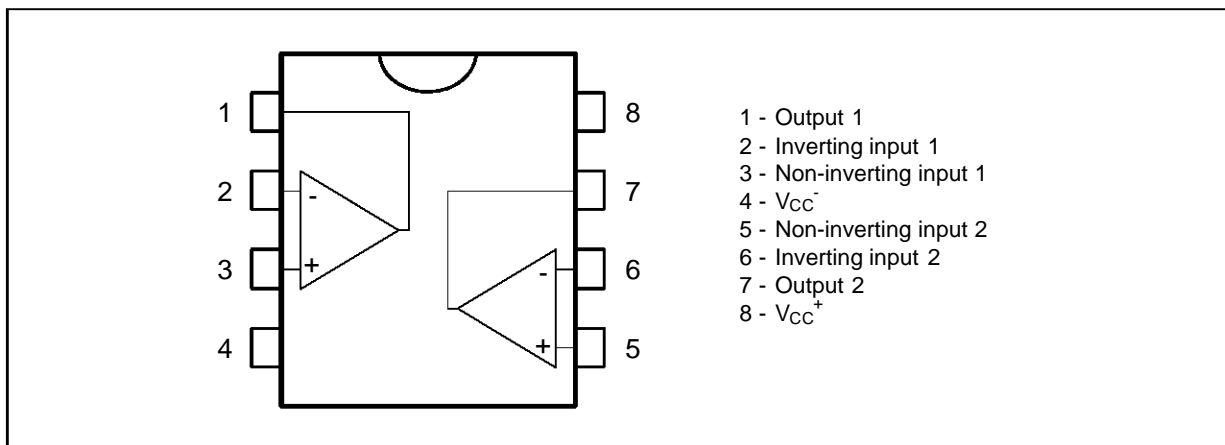 1
2
3
4
-
+
8
7
6
5
-
+
1 - Output 1
2 - Inverting input 1
3 - Non-inverting input 1
4 - VCC-
5 - Non-inverting input 2
6 - Inverting input 2
7 - Output 2
8 - VCC+